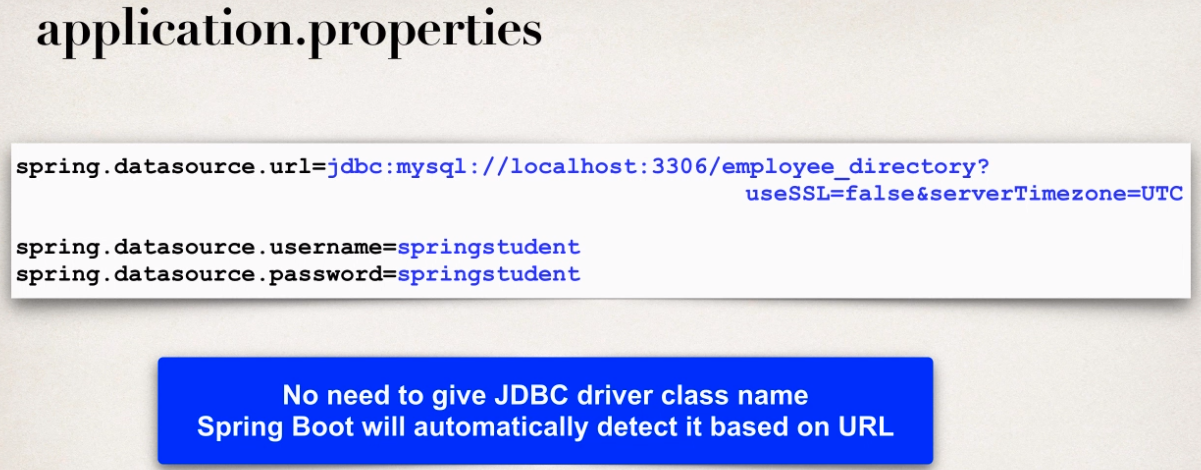 application.properties
spring.datasource.url=jdbc:mysql://localhost:3306/employee_directory?
useSSL=false&serverTimezone=UTC
spring.datasource.username=springstudent
spring.datasource.password=springstudent
No need to give JDBC driver class name
Spring Boot will automatically detect it based on URL